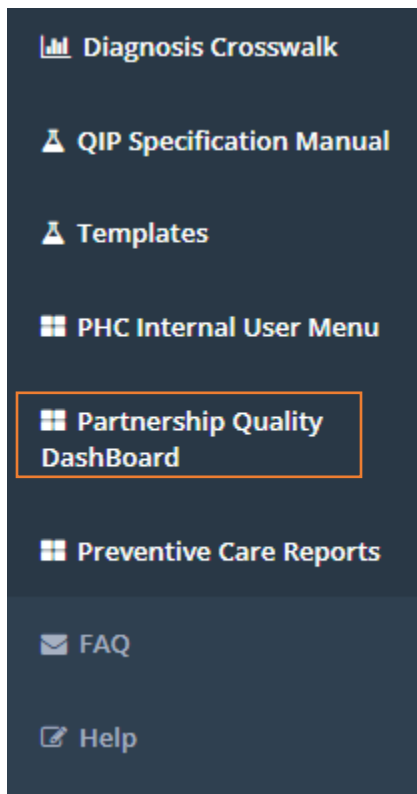 Diagnosis Crosswalk
QIP Specification Manual
Templates
PHC Internal User Menu
Partnership Quality
DashBoard
Preventive Care Reports
FAQ
Help